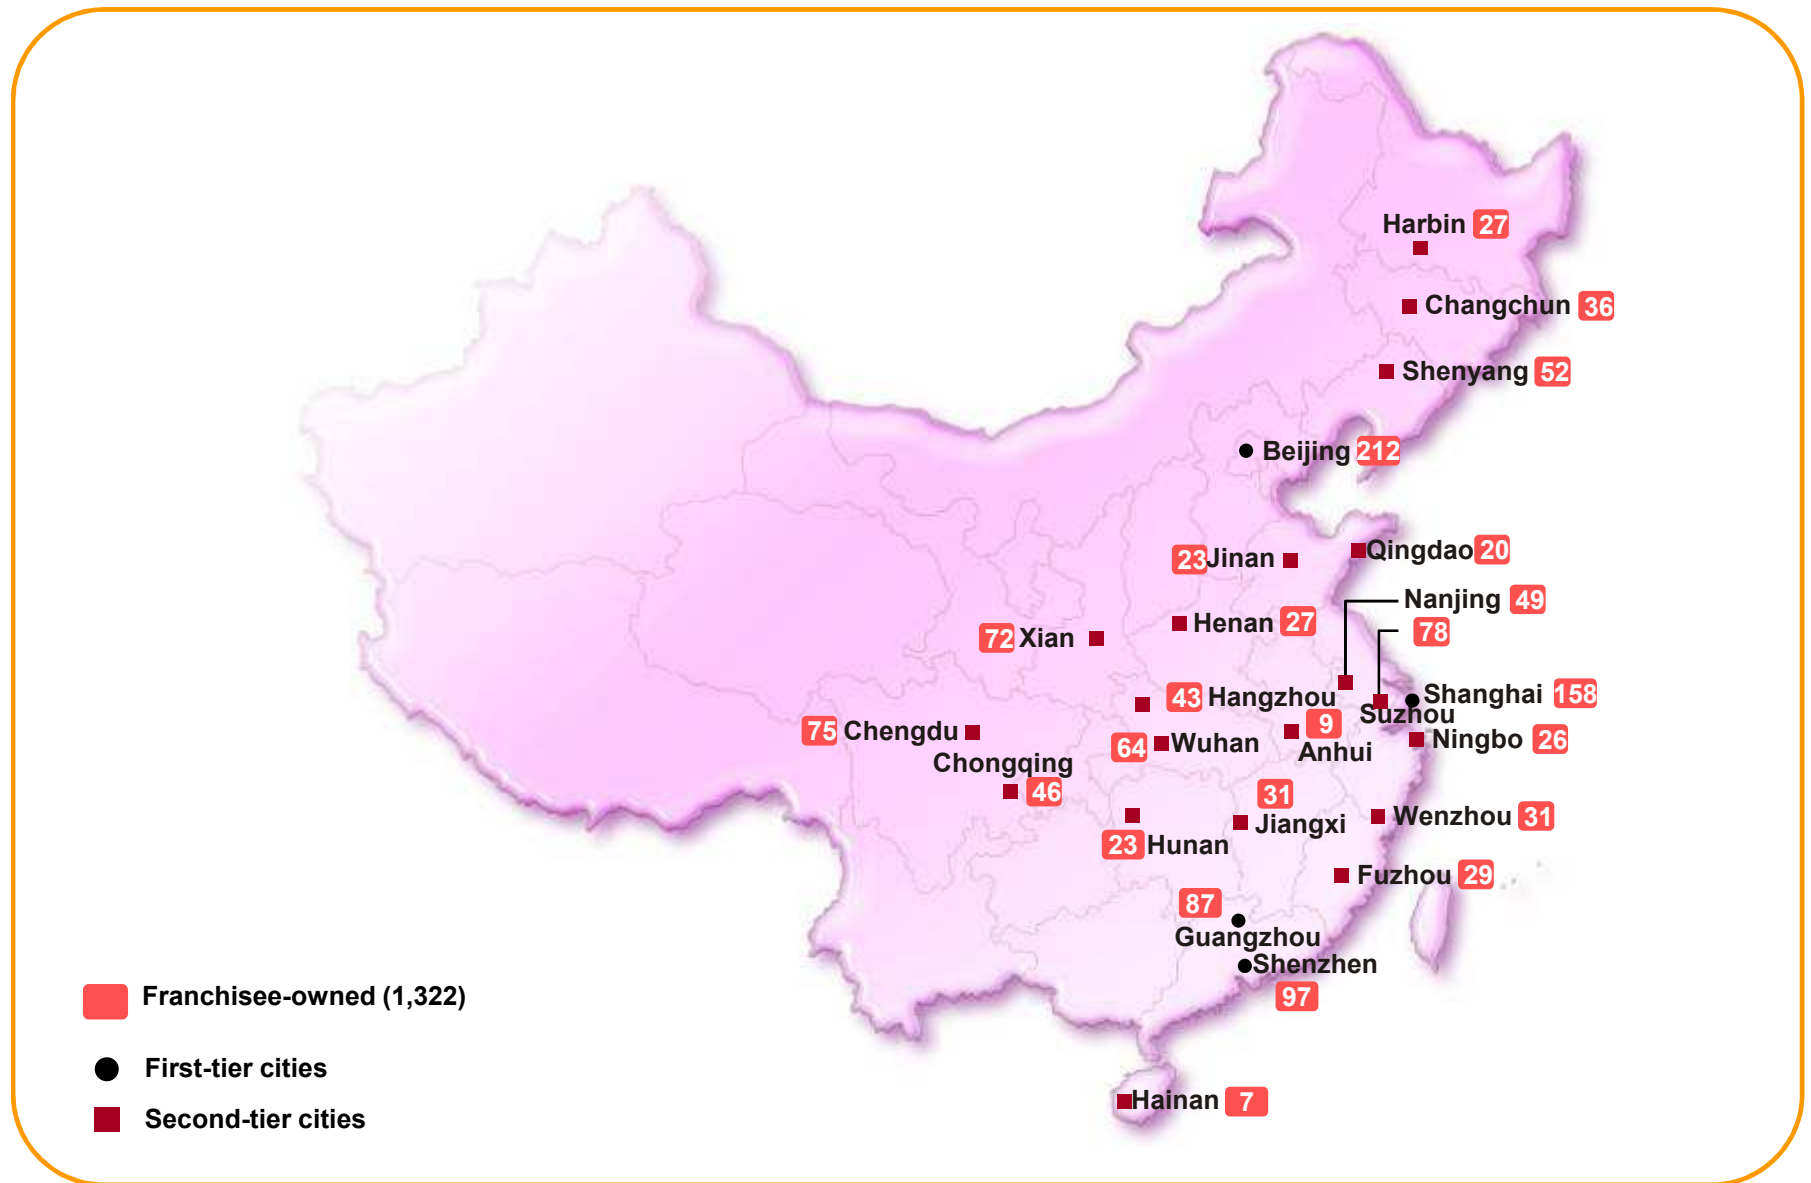 Harbin 27
Changchun 36
Shenyang 52
Beijing 212
Qingdao 20
23 Jinan
Nanjing 49
Henan 27
78
72 Xian
Shanghai 158
43 Hangzhou
Suzhou
9
75 Chengdu
Ningbo 26
64 Wuhan
Anhui
Chongqing
46
31
Wenzhou 31
Jiangxi
23 Hunan
Fuzhou 29
87
Guangzhou
Shenzhen
97
Franchisee-owned (1,322)
First-tier cities
Hainan 7
Second-tier cities